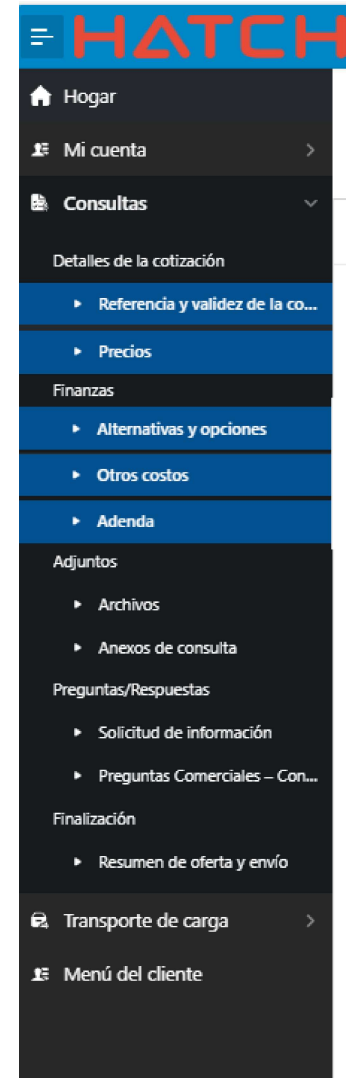 HATCH
Hogar
Mi cuenta
Consultas
Detalles de la cotización
Referencia y validez de la co...
Precios
Finanzas
Alternativas y opciones
Otros costos
Adenda
Adjuntos
Archivos
Anexos de consulta
Preguntas/Respuestas
Solicitud de información
Preguntas Comerciales – Con...
Finalización
Resumen de oferta y envío
Transporte de carga
Menú del cliente